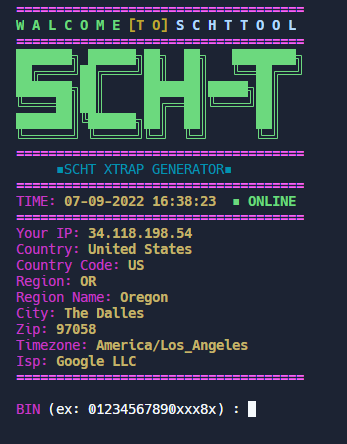 ====================================
W A L C O M E [T O] S C H T T O O L
====================================
SCHT
====================================
▪SCHT XTRAP GENERATOR▪
====================================
TIME: 07-09-2022 16:38:23 ▪ ONLINE
====================================
Your IP: 34.118.198.54
Country: United States
Country Code: US
Region: OR
Region Name: Oregon
City: The Dalles
Zip: 97058
Timezone: America/Los_Angeles
Isp: Google LLC
====================================
BIN (ex: 01234567890xxx8x) :